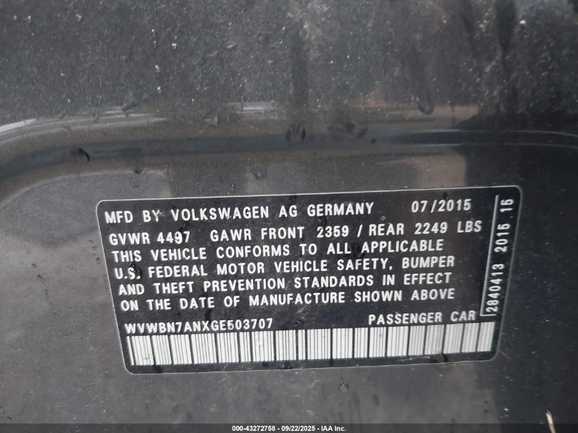 MFD BY VOLKSWAGEN AG GERMANY 07/2015
GVWR 4497 GAWR FRONT 2359 / REAR 2249 LBS
THIS VEHICLE CONFORMS TO ALL APPLICABLE
U.S. FEDERAL MOTOR VEHICLE SAFETY, BUMPER
AND THEFT PREVENTION STANDARDS IN EFFECT
ON THE DATE OF MANUFACTURE SHOWN ABOVE
WVWBN7ANXGE503707 PASSENGER CAR
2840413 2015 15
000-43272758 - 09/22/2025 - IAA, Inc.